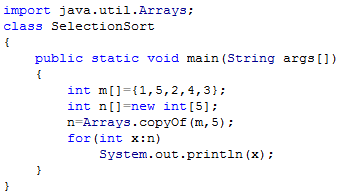 import java.util.Arrays;
class SelectionSort
{
    public static void main(String args[])
    {
        int m[]={1,5,2,4,3};
        int n[]=new int[5];
        n=Arrays.copyOf(m,5);
        for(int x:n)
            System.out.println(x);
    }
}